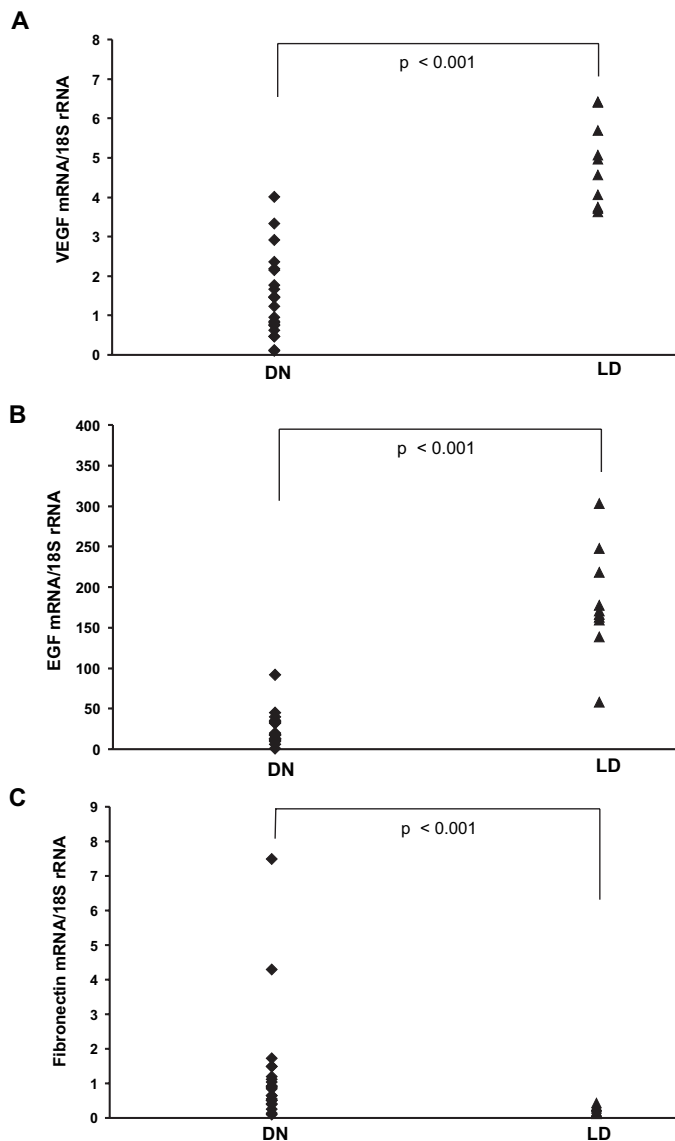 A
VEGF mRNA/18S rRNA
8
7
6
5
4
3
2
1
0
p < 0.001
DN
LD
B
EGF mRNA/18S rRNA
400
350
300
250
200
150
100
50
0
p < 0.001
DN
LD
C
Fibronectin mRNA/18S rRNA
9
8
7
6
5
4
3
2
1
0
p < 0.001
DN
LD